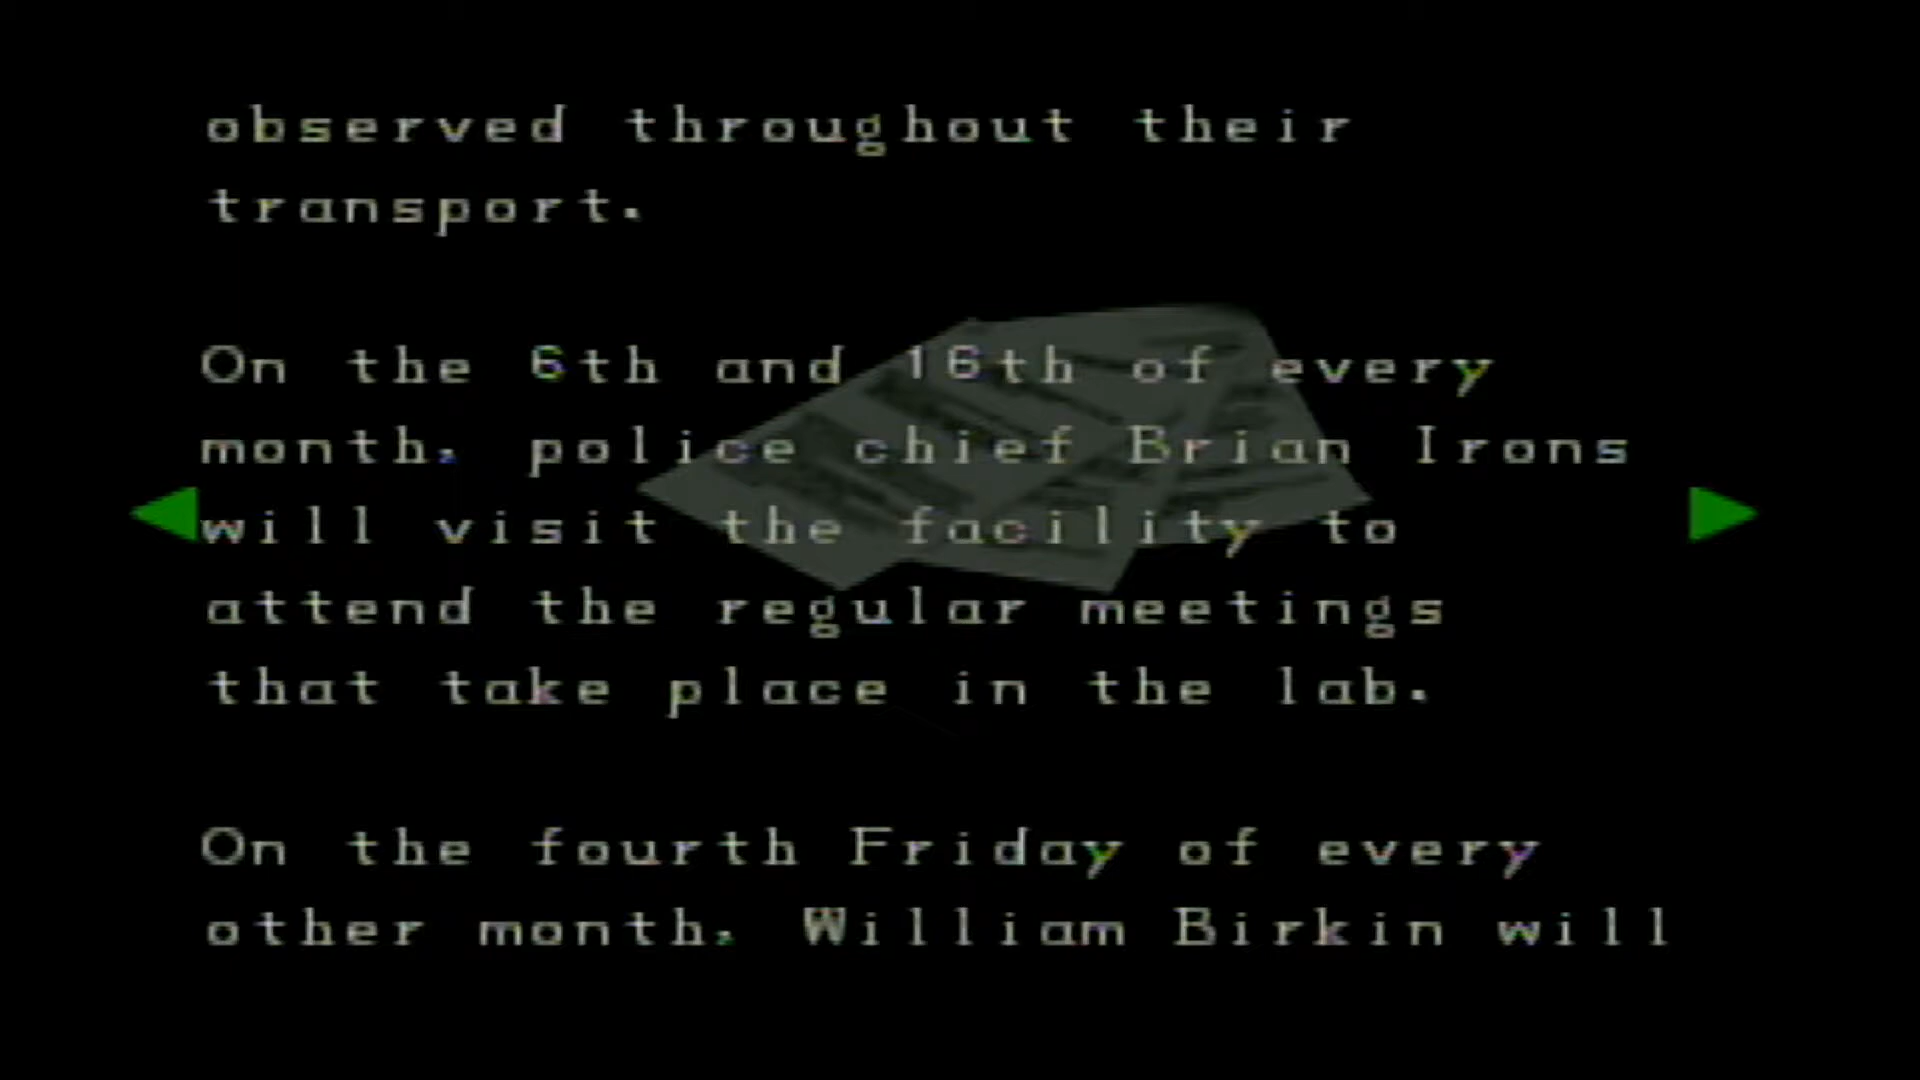 observed throughout their
transport.
On the 6th and 16th of every
month, police chief Brian Irons
will visit the facility to
attend the regular meetings
that take place in the lab.
On the fourth Friday of every
other month, William Birkin will